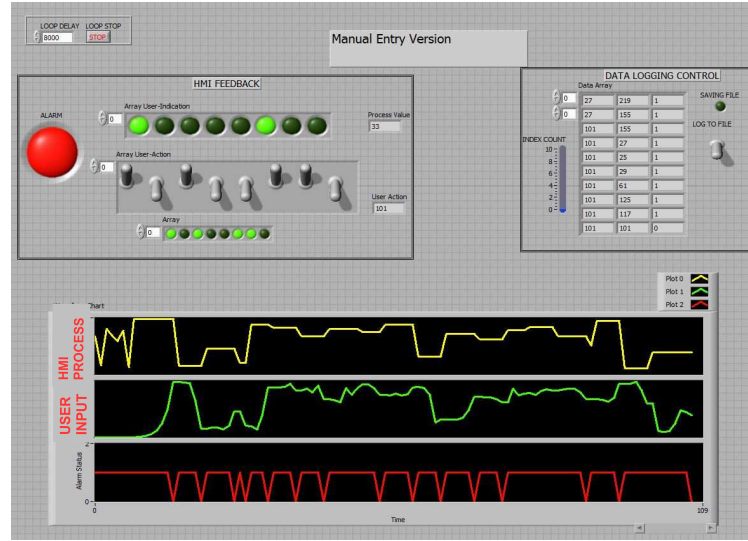 LOOP DELAY LOOP STOP
8000 STOP
Manual Entry Version
HMI FEEDBACK
ALARM
Array User-Indication
0
Process Value
33
Array User-Action
0
User Action
101
Array
0
DATA LOGGING CONTROL
Data Array
0
0
27 219 1
27 155 1
101 155 1
101 27 1
101 25 1
101 29 1
101 61 1
101 125 1
101 117 1
101 101 0
SAVING FILE
LOG TO FILE
INDEX COUNT
10
8
6
4
2
0
Plot 0
Plot 1
Plot 2
Chart
HMI
PROCESS
USER
INPUT
Alarm Status
2
0
0
109
Time